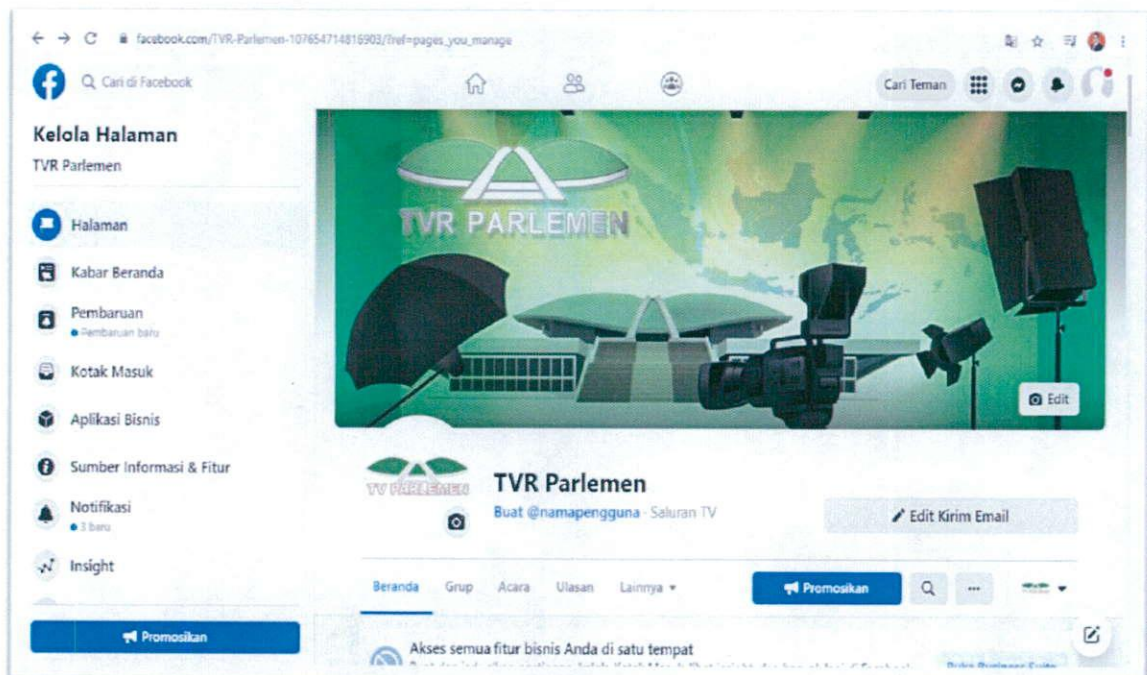 facebook.com/TVR-Parlemen-107654714816903/?ref=pages_you_manage
Cari di Facebook
Cari Teman
Kelola Halaman
TVR Parlemen
Halaman
Kabar Beranda
Pembaruan
Pembaruan baru
Kotak Masuk
Aplikasi Bisnis
Sumber Informasi & Fitur
Notifikasi
3 baru
Insight
Promosikan
TVR PARLEMEN
Edit
TV PARLEMEN
TVR Parlemen
Buat @namapengguna · Saluran TV
Edit Kirim Email
Beranda Grup Acara Ulasan Lainnya
Promosikan
Akses semua fitur bisnis Anda di satu tempat